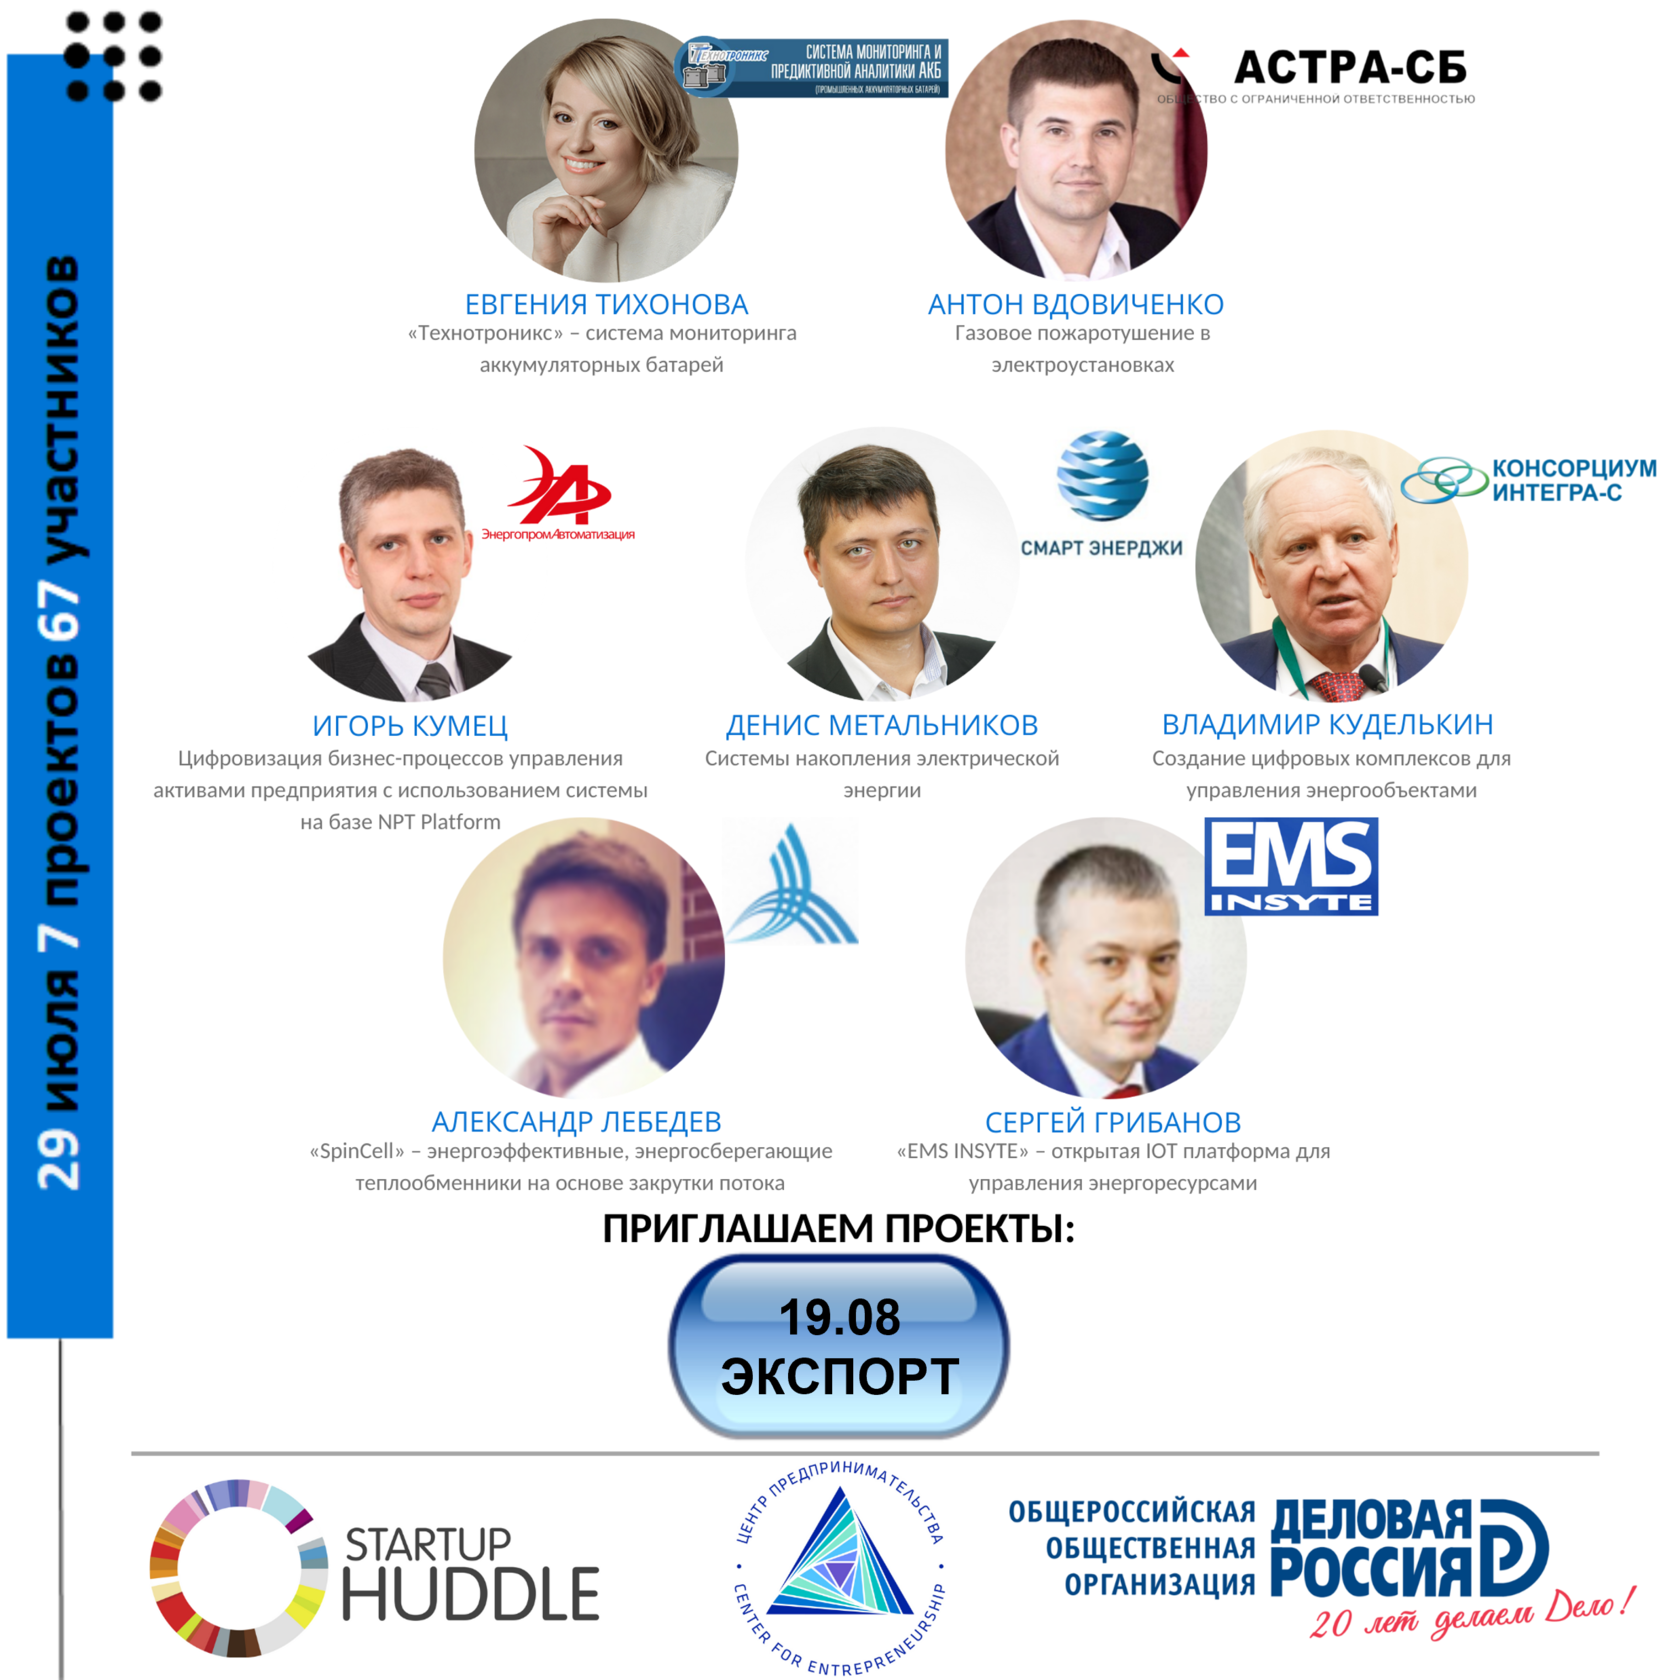 29 июля 7 проектов 67 участников
Технотроникс
СИСТЕМА МОНИТОРИНГА И
ПРЕДИКТИВНОЙ АНАЛИТИКИ АКБ
(ПРОМЫШЛЕННЫХ АККУМУЛЯТОРНЫХ БАТАРЕЙ)
АСТРА-СБ
ОБЩЕСТВО С ОГРАНИЧЕННОЙ ОТВЕТСТВЕННОСТЬЮ
ЕВГЕНИЯ ТИХОНОВА
«Технотроникс» – система мониторинга
аккумуляторных батарей
АНТОН ВДОВИЧЕНКО
Газовое пожаротушение в
электроустановках
ЭнергопромАвтоматизация
СМАРТ ЭНЕРДЖИ
КОНСОРЦИУМ
ИНТЕГРА-С
ИГОРЬ КУМЕЦ
Цифровизация бизнес-процессов управления
активами предприятия с использованием системы
на базе NPT Platform
ДЕНИС МЕТАЛЬНИКОВ
Системы накопления электрической
энергии
ВЛАДИМИР КУДЕЛЬКИН
Создание цифровых комплексов для
управления энергообъектами
EMS
INSYTE
АЛЕКСАНДР ЛЕБЕДЕВ
«SpinCell» – энергоэффективные, энергосберегающие
теплообменники на основе закрутки потока
СЕРГЕЙ ГРИБАНОВ
«EMS INSYTE» – открытая IOT платформа для
управления энергоресурсами
ПРИГЛАШАЕМ ПРОЕКТЫ:
19.08
ЭКСПОРТ
STARTUP
HUDDLE
ЦЕНТР ПРЕДПРИНИМАТЕЛЬСТВА
CENTER FOR ENTREPRENEURSHIP
ОБЩЕРОССИЙСКАЯ
ОБЩЕСТВЕННАЯ
ОРГАНИЗАЦИЯ
ДЕЛОВАЯ
РОССИЯ
20 лет делаем Дело!